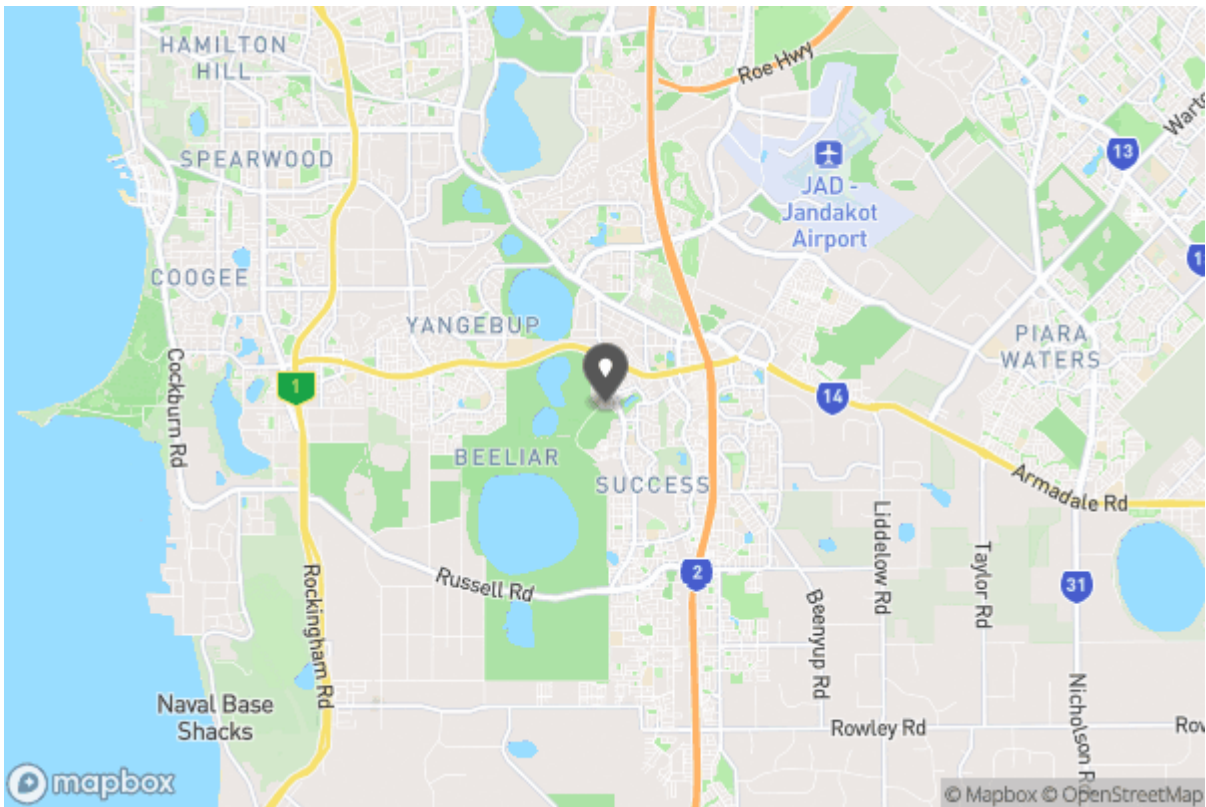 HAMILTON
HILL
Roe Hwy
Warto
13
SPEARWOOD
JAD -
Jandakot
Airport
COOGEE
YANGEBUP
PIARA
WATERS
Cockburn Rd
1
14
BEELIAR
SUCCESS
Armadale Rd
Liddelow Rd
Taylor Rd
Russell Rd
2
31
Rockingham Rd
Beenyup Rd
Nicholson Rd
Naval Base
Shacks
Rowley Rd
Row
mapbox
© Mapbox © OpenStreetMap